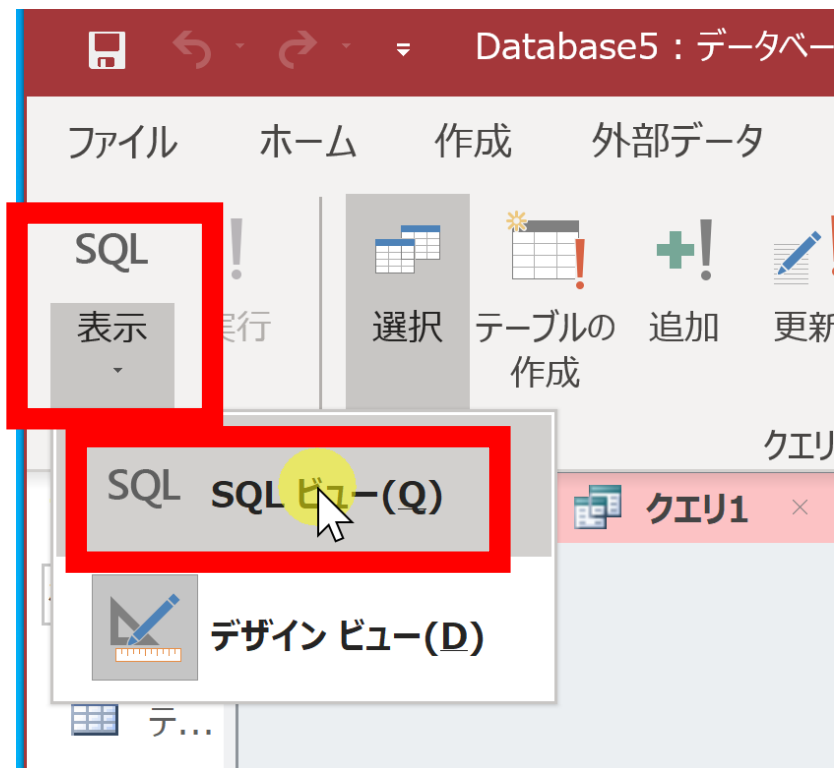 Database5 : データベー
ファイル ホーム 作成 外部データ
SQL
表示
実行
選択
テーブルの
作成
追加
更新
クエリ
SQL SQL ビュー(Q)
クエリ1
デザイン ビュー(D)
テ...